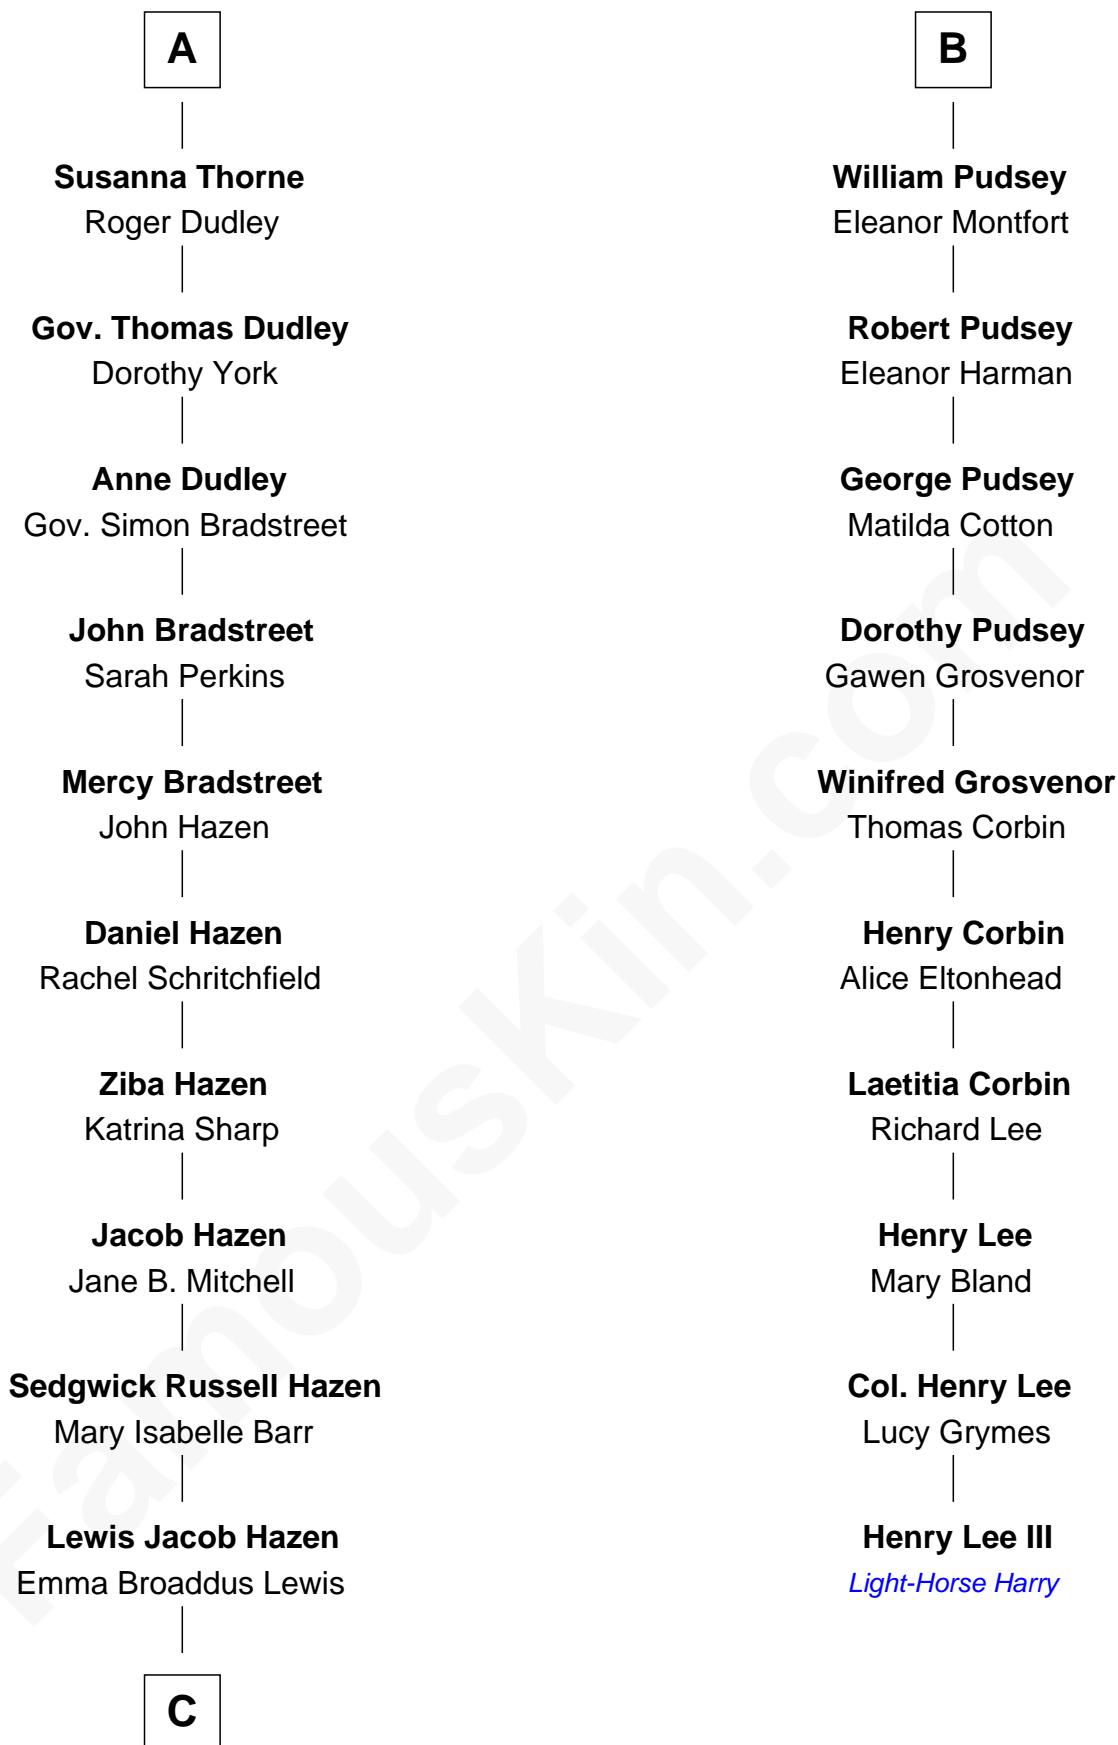 A
Susanna Thorne
Roger Dudley
Gov. Thomas Dudley
Dorothy York
Anne Dudley
Gov. Simon Bradstreet
John Bradstreet
Sarah Perkins
Mercy Bradstreet
John Hazen
Daniel Hazen
Rachel Schritchfield
Ziba Hazen
Katrina Sharp
Jacob Hazen
Jane B. Mitchell
Sedgwick Russell Hazen
Mary Isabelle Barr
Lewis Jacob Hazen
Emma Broaddus Lewis
C
B
William Pudsey
Eleanor Montfort
Robert Pudsey
Eleanor Harman
George Pudsey
Matilda Cotton
Dorothy Pudsey
Gawen Grosvenor
Winifred Grosvenor
Thomas Corbin
Henry Corbin
Alice Eltonhead
Laetitia Corbin
Richard Lee
Henry Lee
Mary Bland
Col. Henry Lee
Lucy Grymes
Henry Lee III
Light-Horse Harry
FamousKin.com